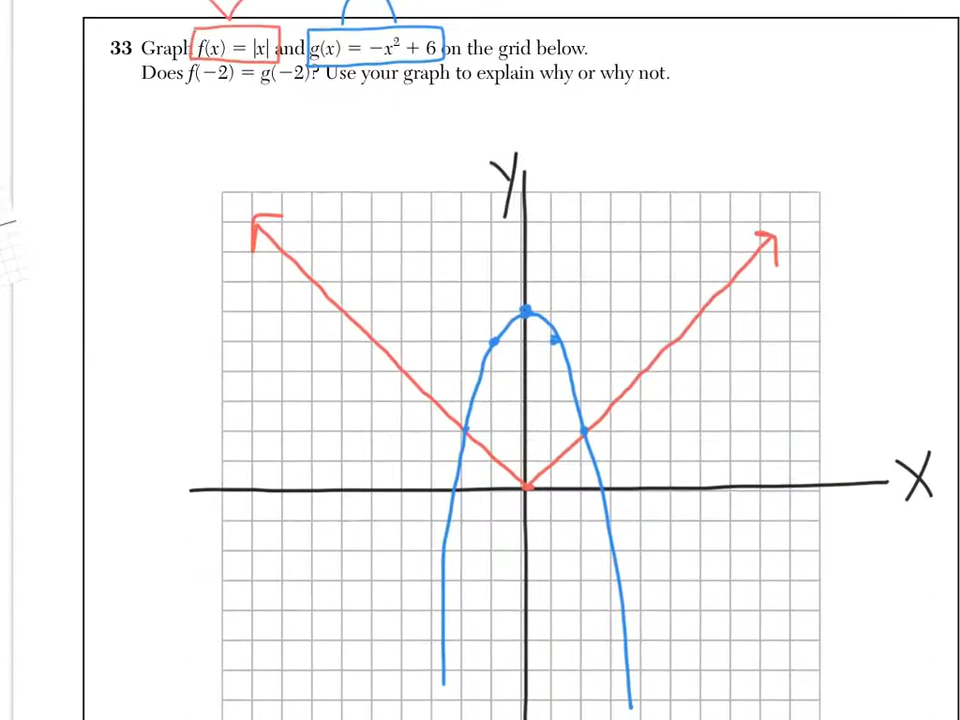 33 Graph f(x) = |x| and g(x) = −x² + 6 on the grid below.
Does f(−2) = g(−2)? Use your graph to explain why or why not.
y
X